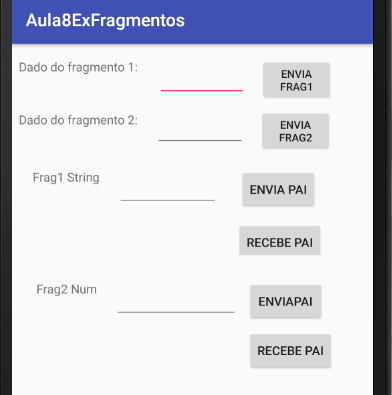 Aula8ExFragmentos
Dado do fragmento 1:
ENVIA
FRAG1
Dado do fragmento 2:
ENVIA
FRAG2
Frag1 String
ENVIA PAI
RECEBE PAI
Frag2 Num
ENVIAPAI
RECEBE PAI